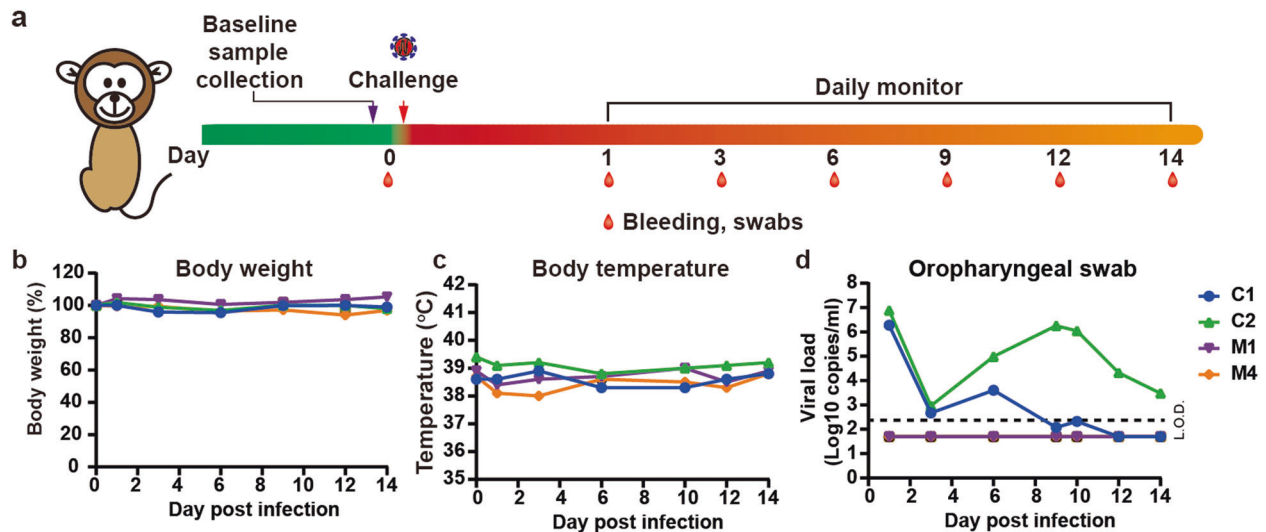 a
Baseline
sample
collection
Challenge
Daily monitor
Day
0 1 3 6 9 12 14
Bleeding, swabs
b
Body weight
Body weight (%)
120
100
80
60
40
20
0
0 2 4 6 8 10 12 14
Day post infection
c
Body temperature
Temperature (°C)
42
41
40
39
38
37
36
35
0 2 4 6 8 10 12 14
Day post infection
d
Oropharyngeal swab
Viral load
(Log10 copies/ml)
8
7
6
5
4
3
2
1
0
0 2 4 6 8 10 12 14
Day post infection
L.O.D.
C1
C2
M1
M4